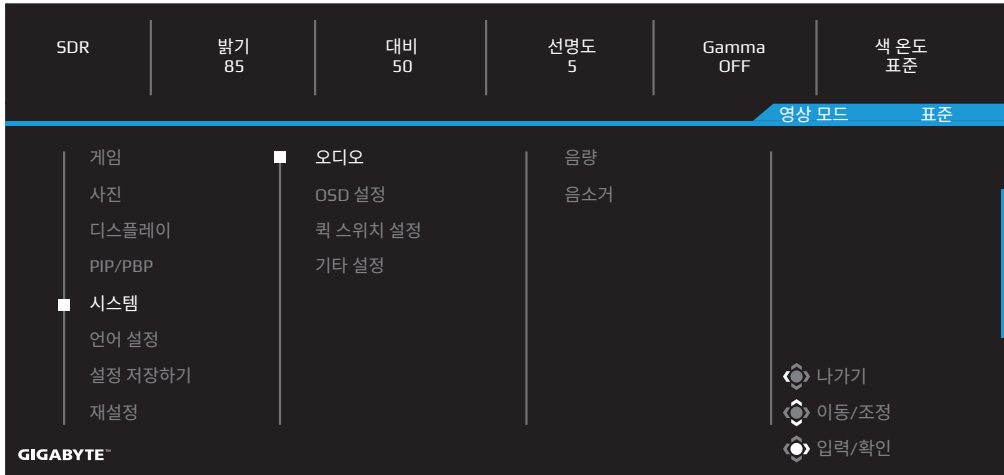 SDR 밝기 대비 선명도 Gamma 색 온도
85 50 5 OFF 표준
영상 모드 표준
게임 오디오 음량
사진 OSD 설정 음소거
디스플레이 퀵 스위치 설정
PIP/PBP 기타 설정
시스템
언어 설정
설정 저장하기 나가기
재설정 이동/조정
GIGABYTE™ 입력/확인